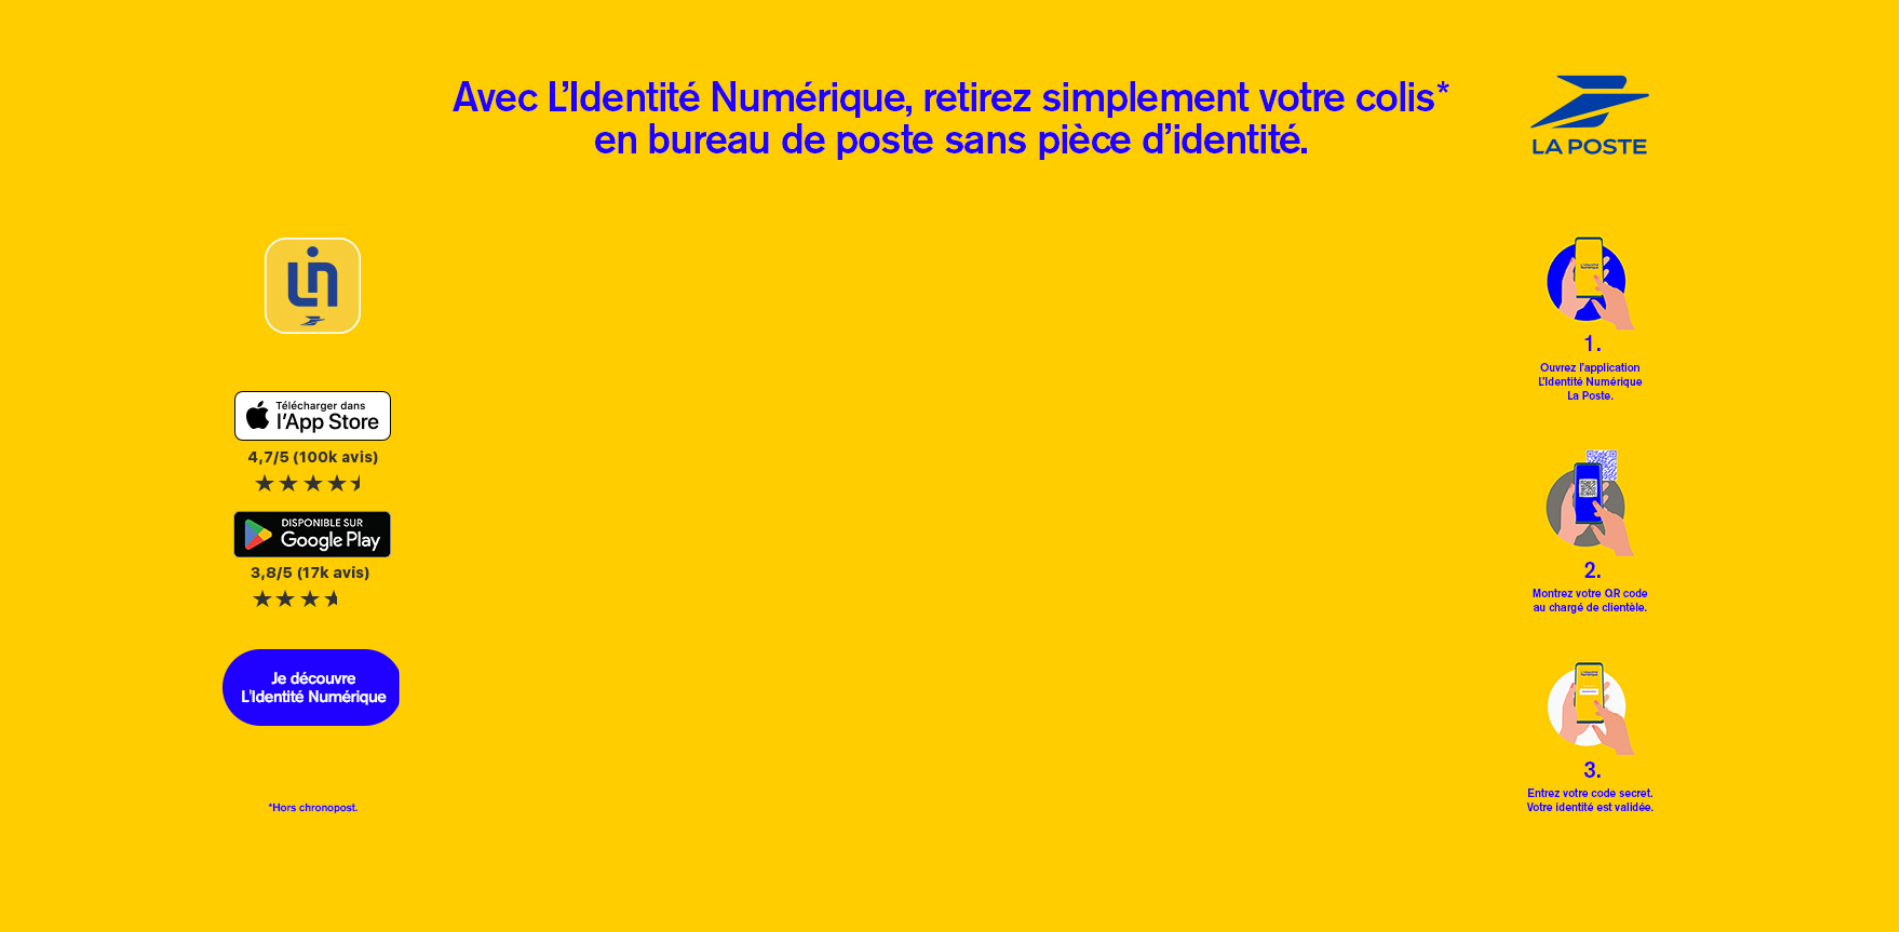 Avec L’Identité Numérique, retirez simplement votre colis*
en bureau de poste sans pièce d’identité.
LA POSTE
Télécharger dans
l’App Store
4,7/5 (100k avis)
DISPONIBLE SUR
Google Play
3,8/5 (17k avis)
Je découvre
L'Identité Numérique
*Hors chronopost.
1.
Ouvrez l’application
L’Identité Numérique
La Poste.
2.
Montrez votre QR code
au chargé de clientèle.
3.
Entrez votre code secret.
Votre identité est validée.